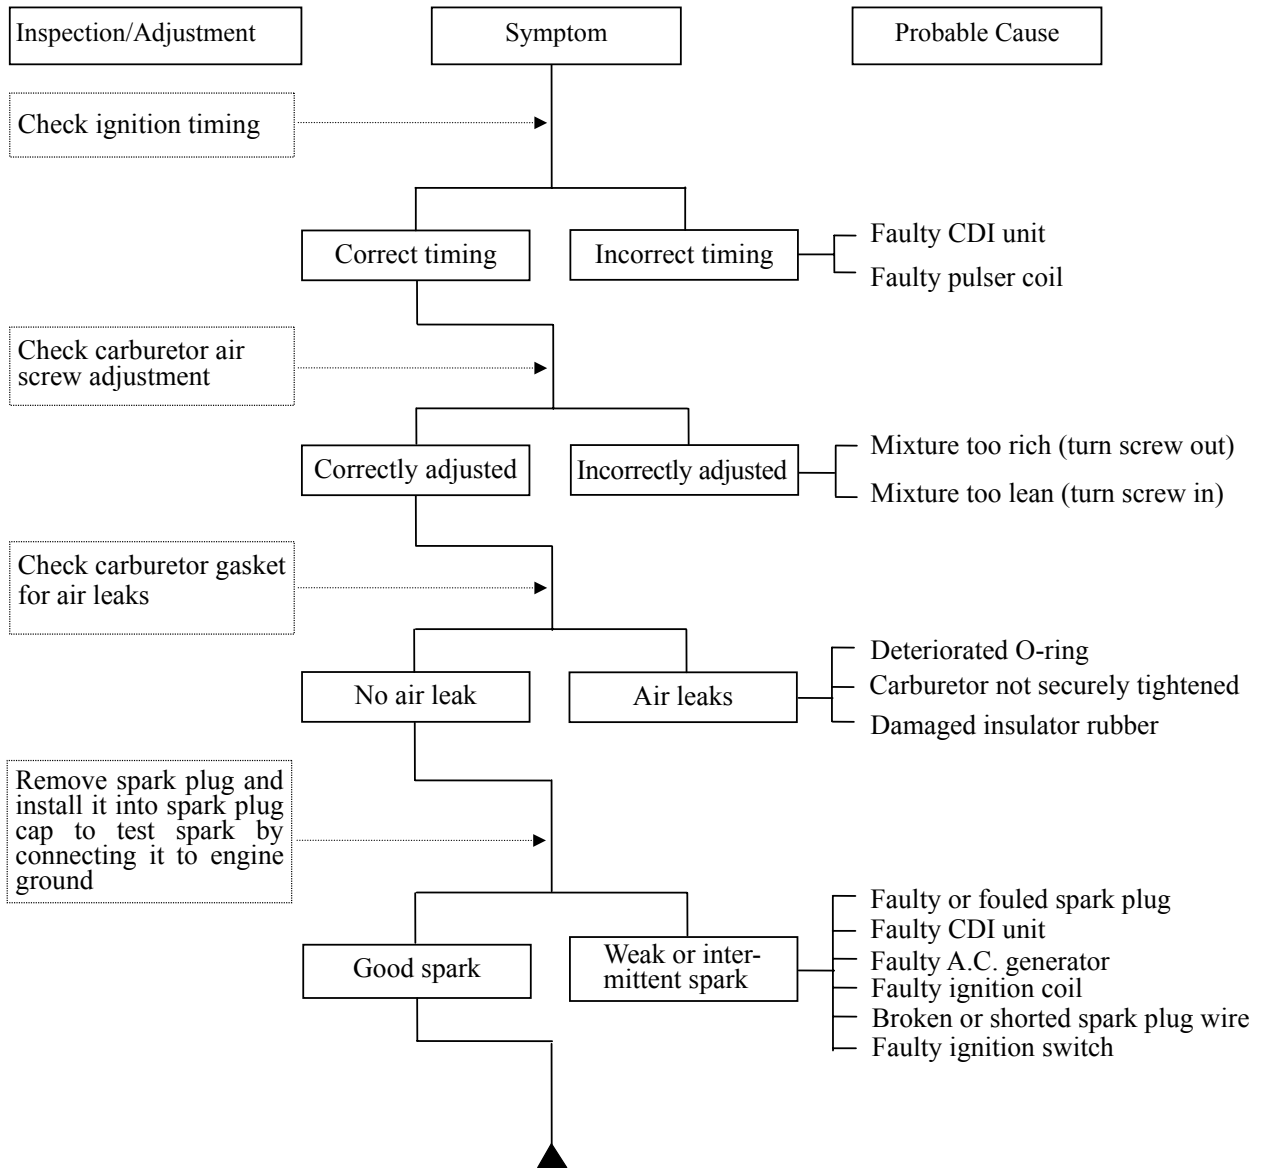 Inspection/Adjustment
Symptom
Probable Cause
Check ignition timing
Correct timing
Incorrect timing
Faulty CDI unit
Faulty pulser coil
Check carburetor air
screw adjustment
Correctly adjusted
Incorrectly adjusted
Mixture too rich (turn screw out)
Mixture too lean (turn screw in)
Check carburetor gasket
for air leaks
No air leak
Air leaks
Deteriorated O-ring
Carburetor not securely tightened
Damaged insulator rubber
Remove spark plug and
install it into spark plug
cap to test spark by
connecting it to engine
ground
Good spark
Weak or inter-
mittent spark
Faulty or fouled spark plug
Faulty CDI unit
Faulty A.C. generator
Faulty ignition coil
Broken or shorted spark plug wire
Faulty ignition switch